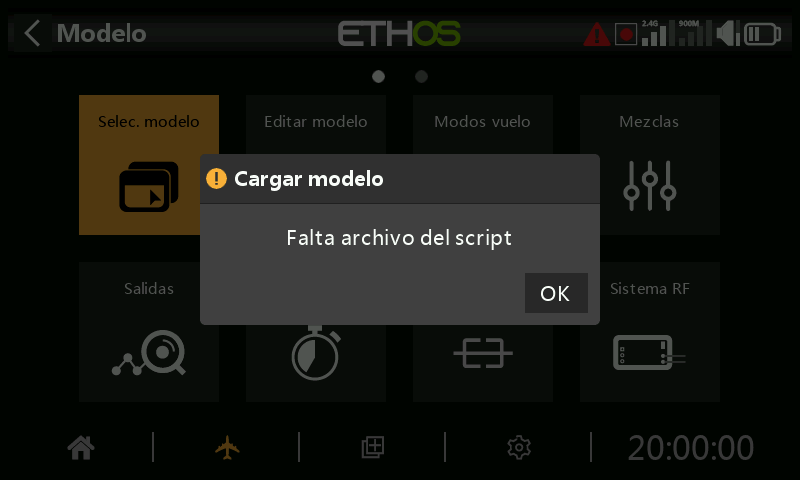 Modelo
ETHOS
2.4G
900M
Selec. modelo
Editar modelo
Modos vuelo
Mezclas
Cargar modelo
Falta archivo del script
OK
Salidas
Sistema RF
20:00:00